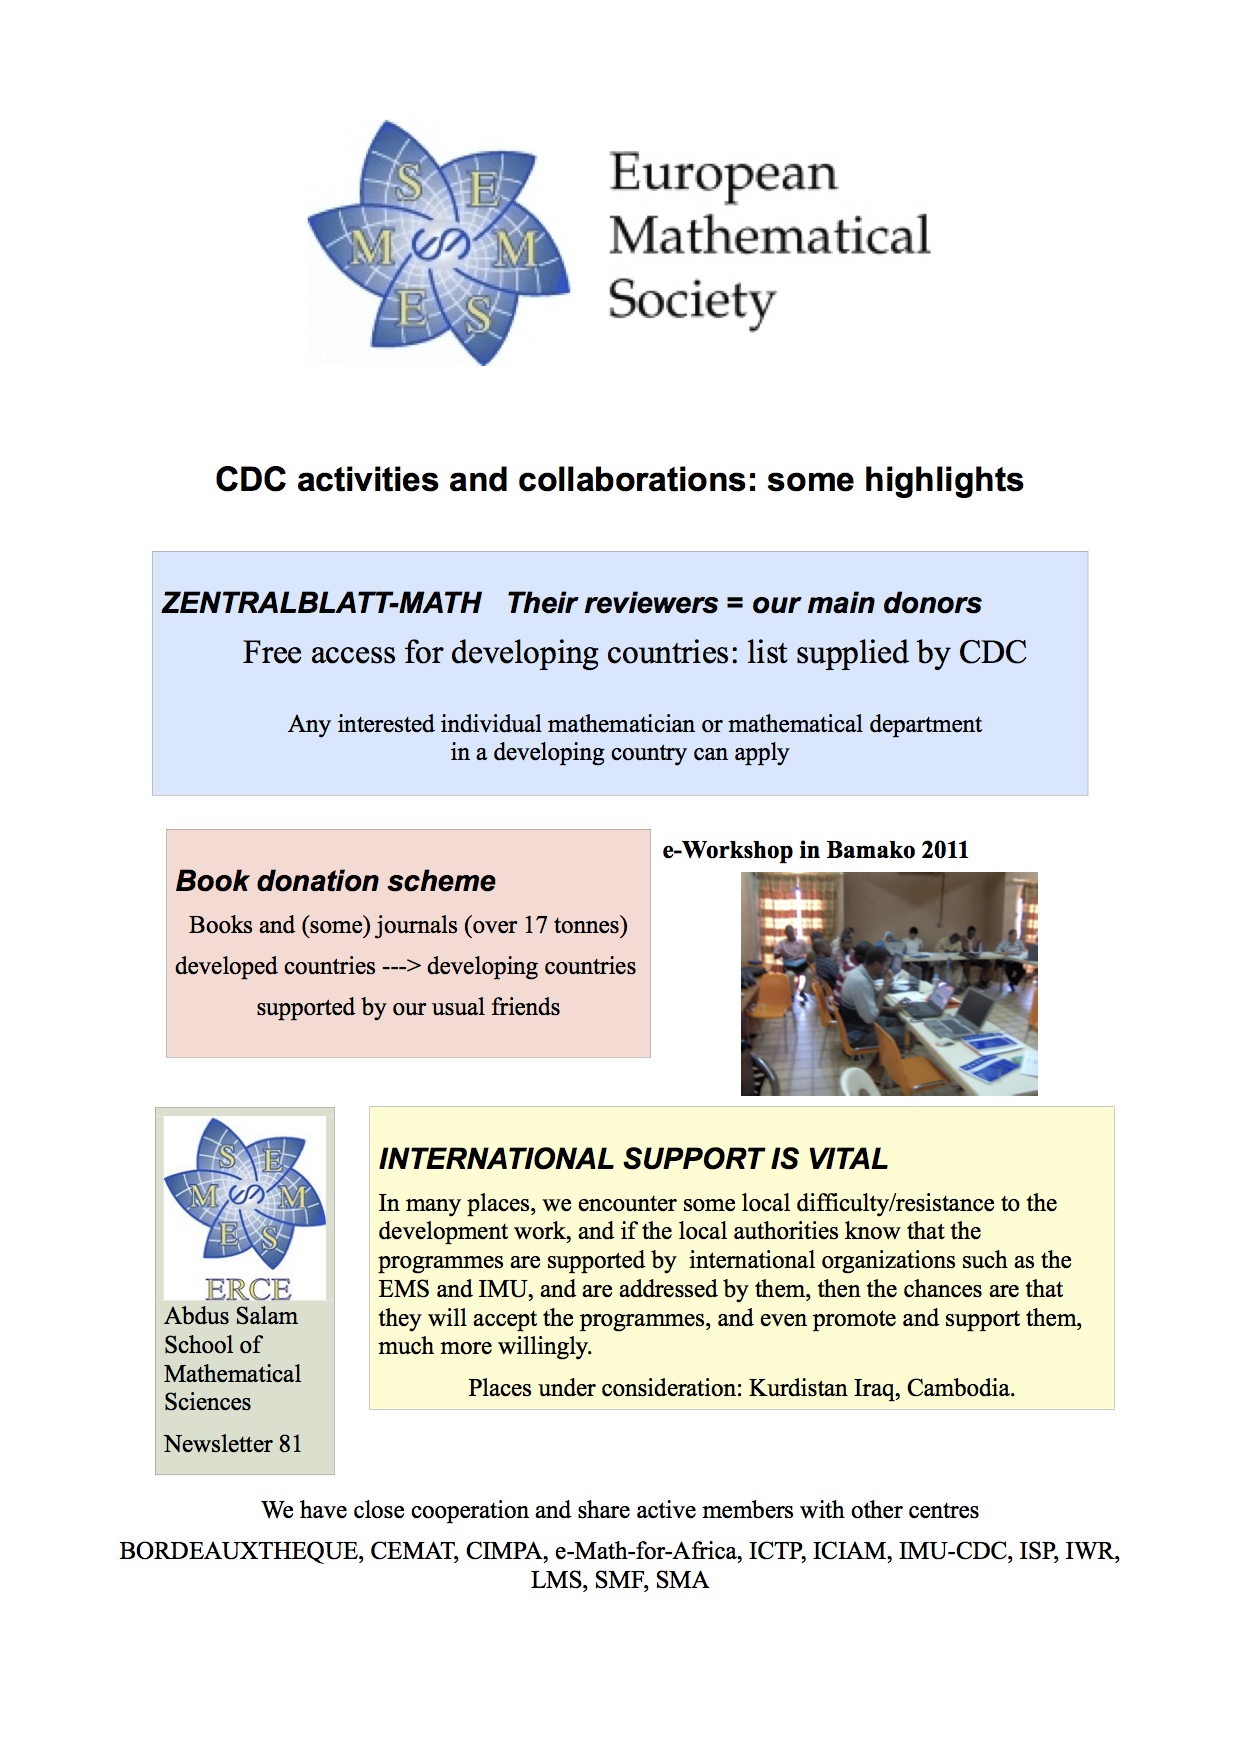 S E
M M
E S
European
Mathematical
Society
CDC activities and collaborations: some highlights
ZENTRALBLATT-MATH Their reviewers = our main donors
Free access for developing countries: list supplied by CDC
Any interested individual mathematician or mathematical department
in a developing country can apply
Book donation scheme
Books and (some) journals (over 17 tonnes)
developed countries ---> developing countries
supported by our usual friends
e-Workshop in Bamako 2011
S E
M M
E S
ERCE
Abdus Salam
School of
Mathematical
Sciences
Newsletter 81
INTERNATIONAL SUPPORT IS VITAL
In many places, we encounter some local difficulty/resistance to the
development work, and if the local authorities know that the
programmes are supported by international organizations such as the
EMS and IMU, and are addressed by them, then the chances are that
they will accept the programmes, and even promote and support them,
much more willingly.
Places under consideration: Kurdistan Iraq, Cambodia.
We have close cooperation and share active members with other centres
BORDEAUXTHEQUE, CEMAT, CIMPA, e-Math-for-Africa, ICTP, ICIAM, IMU-CDC, ISP, IWR,
LMS, SMF, SMA